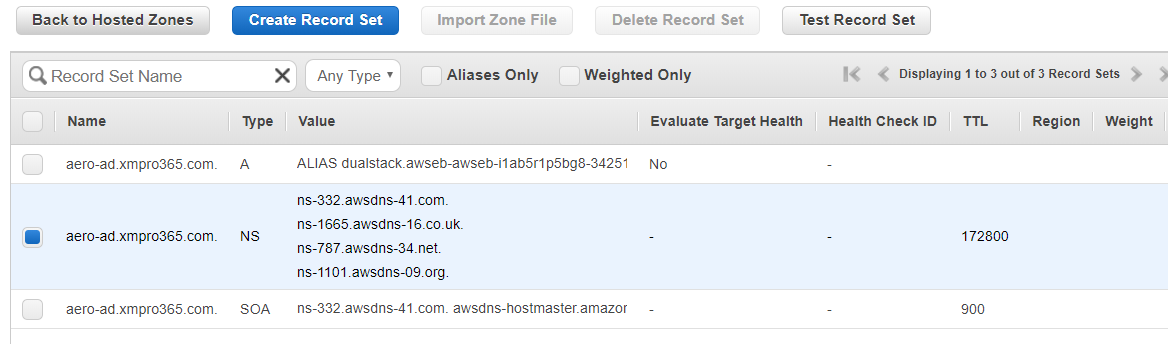 Back to Hosted Zones Create Record Set Import Zone File Delete Record Set Test Record Set
Record Set Name Any Type Aliases Only Weighted Only Displaying 1 to 3 out of 3 Record Sets
Name Type Value Evaluate Target Health Health Check ID TTL Region Weight
aero-ad.xmpro365.com. A ALIAS dualstack.awseb-awseb-i1ab5r1p5bg8-34251 No -
ns-332.awsdns-41.com.
ns-1665.awsdns-16.co.uk.
aero-ad.xmpro365.com. NS - - 172800
ns-787.awsdns-34.net.
ns-1101.awsdns-09.org.
aero-ad.xmpro365.com. SOA ns-332.awsdns-41.com. awsdns-hostmaster.amazor - - 900